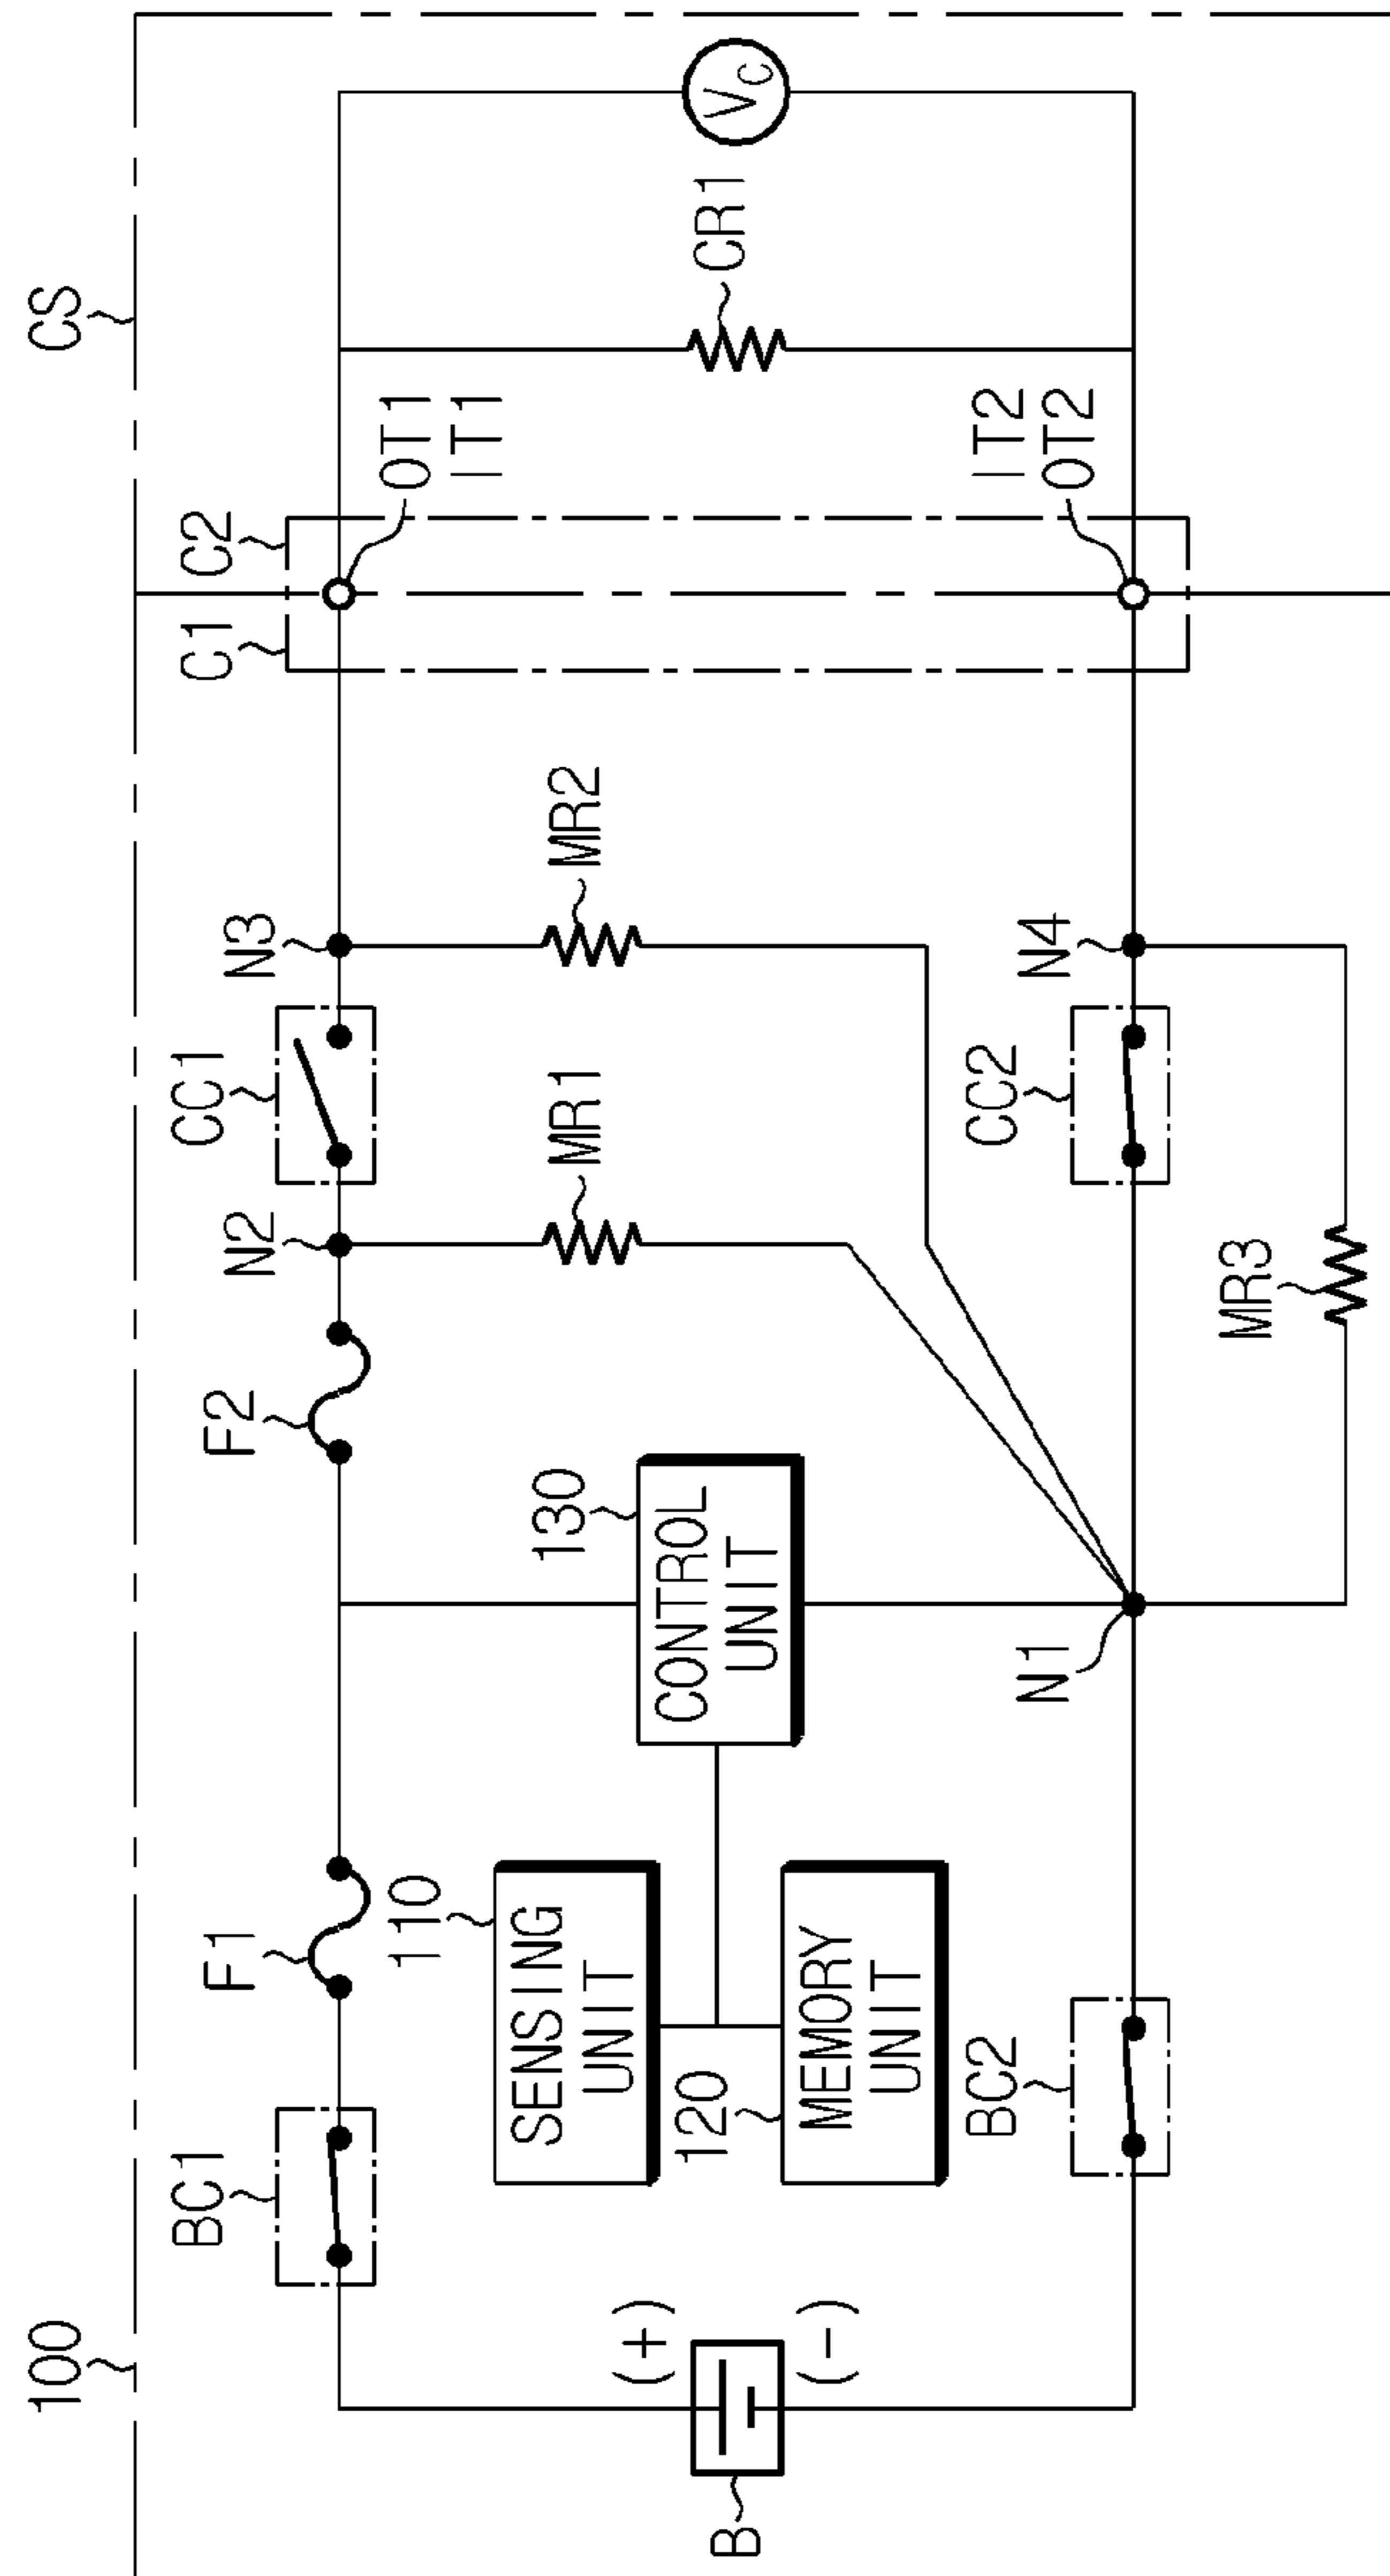 100
CS
BC1
F1
F2
N2
CC1
N3
C1
C2
OT1
IT1
(+)
B
(-)
SENSING
UNIT
110
MEMORY
UNIT
120
CONTROL
UNIT
130
MR1
MR2
CR1
Vc
BC2
N1
CC2
N4
IT2
OT2
MR3